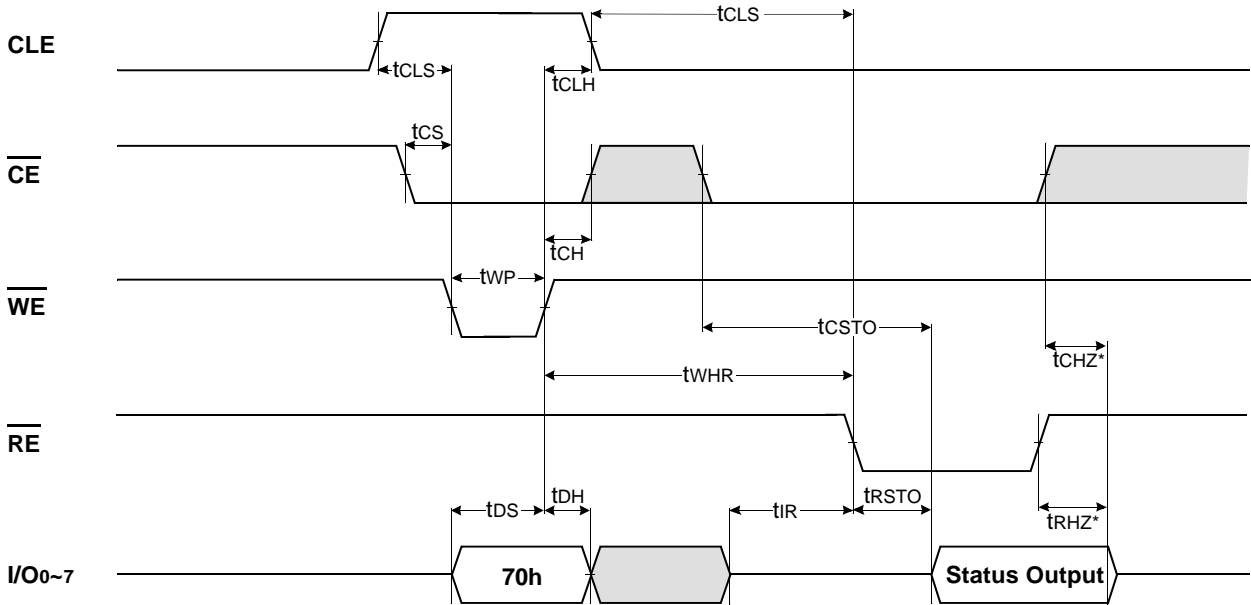 tCLS
CLE
tCLS
tCLH
tCS
CE
tCH
tWP
WE
tCSTO
tCHZ*
tWHR
RE
tDH
tDS
tIR
tRSTO
tRHZ*
I/O0~7
70h
Status Output